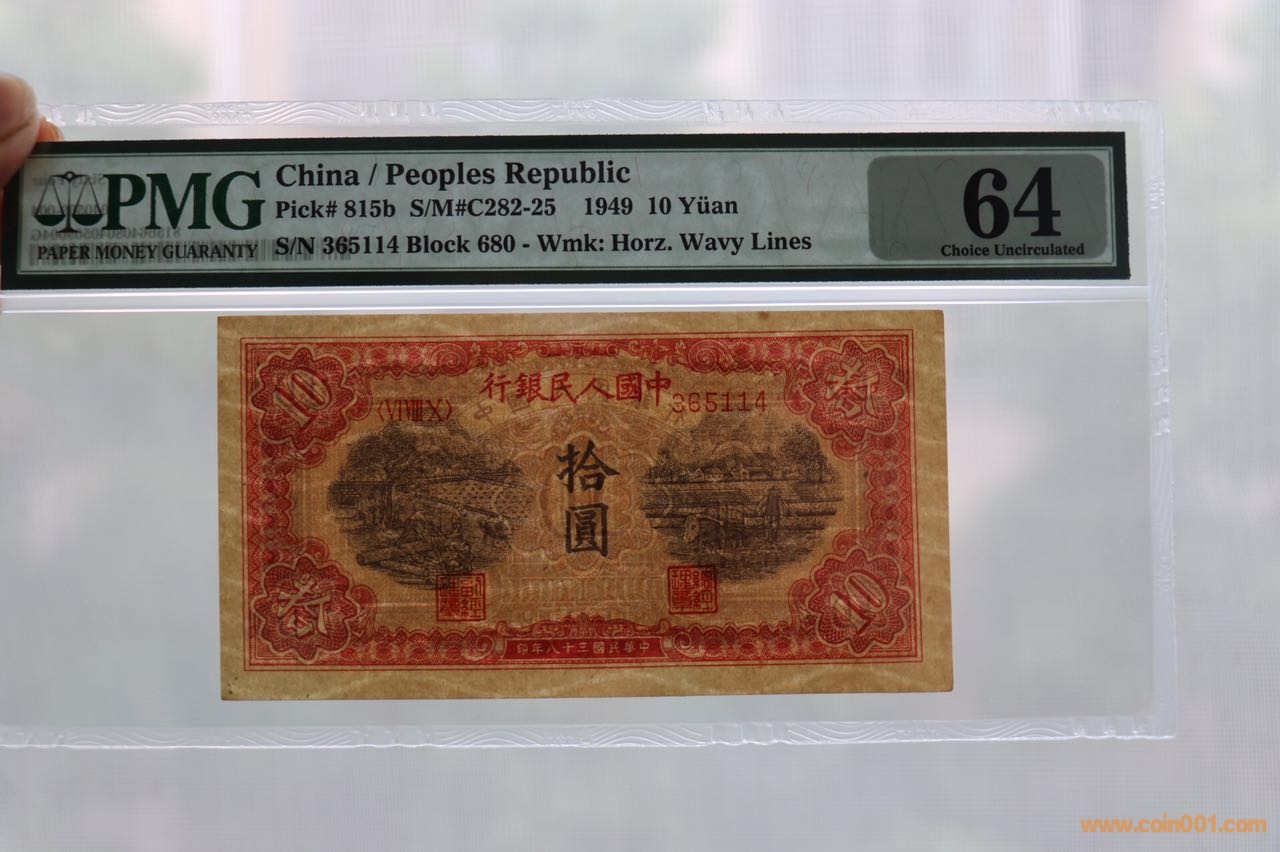 PMG
PAPER MONEY GUARANTY
China / Peoples Republic
Pick# 815b S/M#C282-25 1949 10 Yüan
S/N 365114 Block 680 - Wmk: Horz. Wavy Lines
64
Choice Uncirculated
行銀民人國中
〈VI VIII X〉
365114
10
拾
圓
10
印年八十三國民華中
www.coin001.com